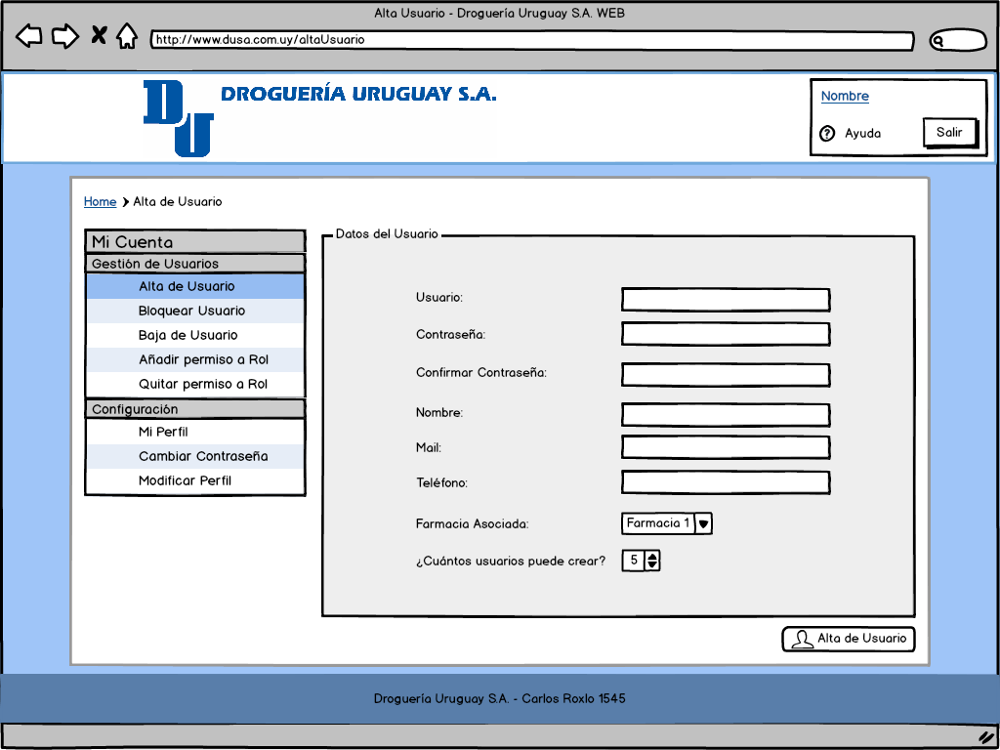 Alta Usuario - Droguería Uruguay S.A. WEB
http://www.dusa.com.uy/altaUsuario
DU
DROGUERÍA URUGUAY S.A.
Nombre
Ayuda
Salir
Home > Alta de Usuario
Mi Cuenta
Gestión de Usuarios
Alta de Usuario
Bloquear Usuario
Baja de Usuario
Añadir permiso a Rol
Quitar permiso a Rol
Configuración
Mi Perfil
Cambiar Contraseña
Modificar Perfil
Datos del Usuario
Usuario:
Contraseña:
Confirmar Contraseña:
Nombre:
Mail:
Teléfono:
Farmacia Asociada: Farmacia 1
¿Cuántos usuarios puede crear? 5
Alta de Usuario
Droguería Uruguay S.A. - Carlos Roxlo 1545